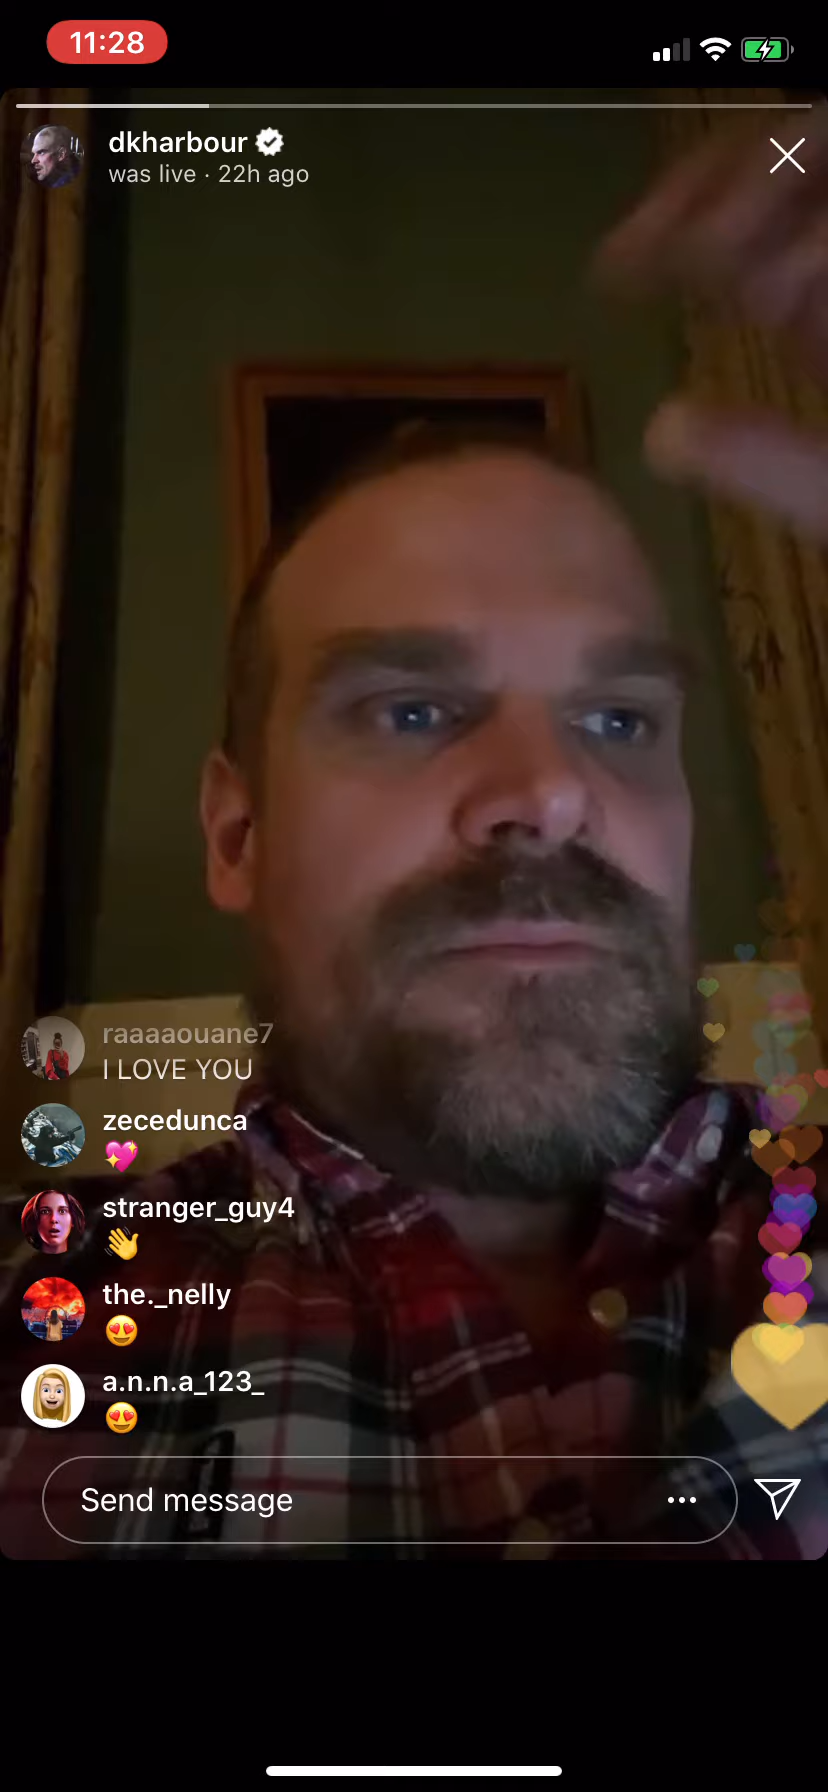 11:28
dkharbour
was live · 22h ago
raaaaouane7
I LOVE YOU
zecedunca
💖
stranger_guy4
👋
the._nelly
😍
a.n.n.a_123_
😍
Send message